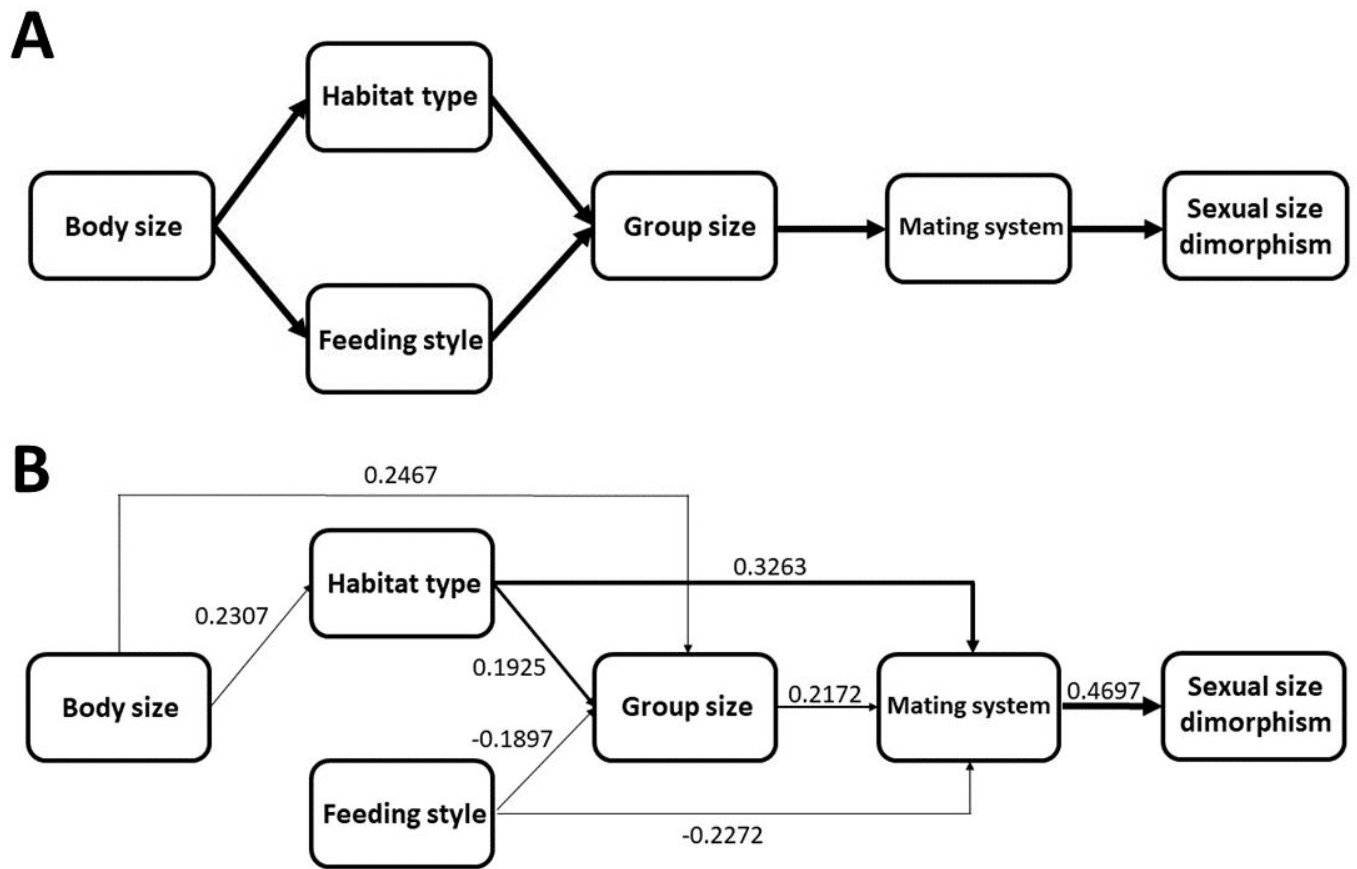 A
Habitat type
Body size
Group size
Mating system
Sexual size
dimorphism
Feeding style
B
0.2467
Habitat type
0.3263
0.2307
0.1925
Body size
Group size
0.2172
Mating system
0.4697
Sexual size
dimorphism
-0.1897
Feeding style
-0.2272